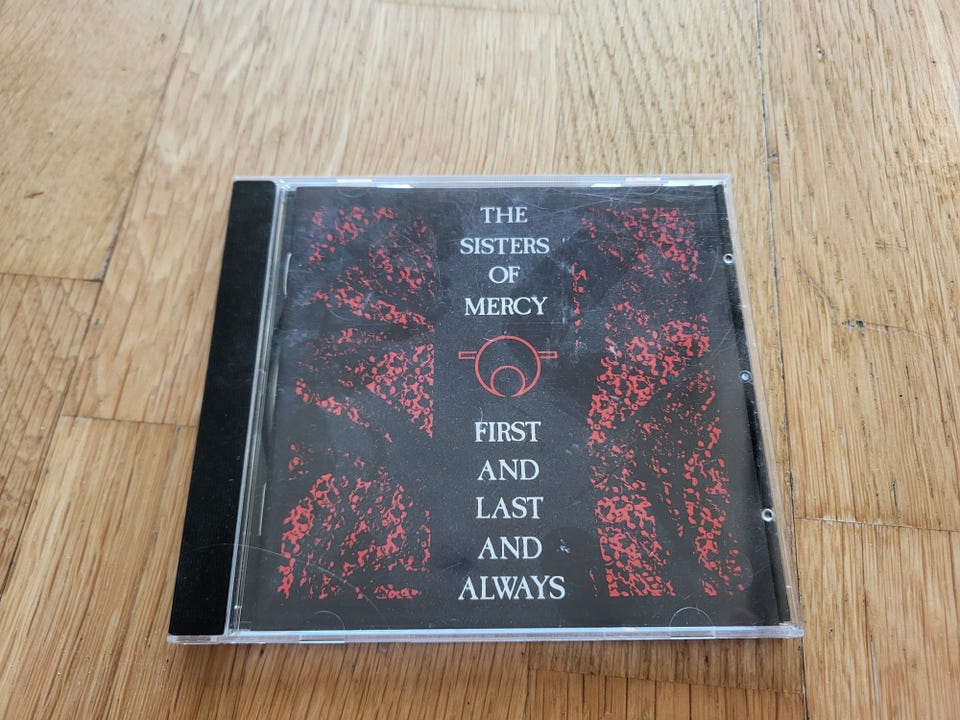 THE
SISTERS
OF
MERCY
FIRST
AND
LAST
AND
ALWAYS